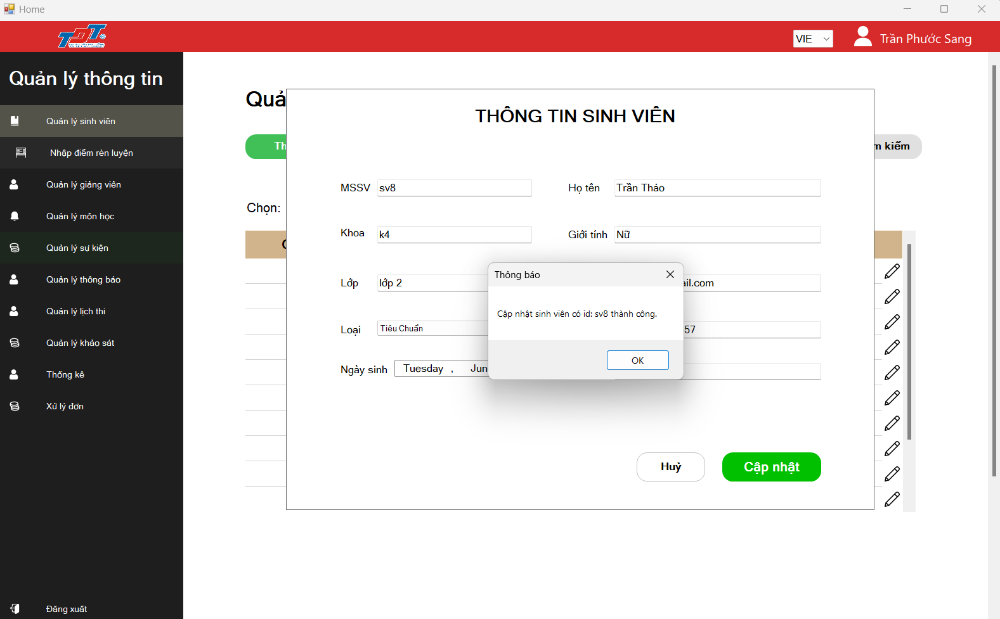 Home
TDT
VIE
Trần Phước Sang
Quản lý thông tin
Quản lý sinh viên
Nhập điểm rèn luyện
Quản lý giảng viên
Quản lý môn học
Quản lý sự kiện
Quản lý thông báo
Quản lý lịch thi
Quản lý khảo sát
Thống kê
Xử lý đơn
Đăng xuất
Quả
Th
m kiếm
Chọn:
THÔNG TIN SINH VIÊN
MSSV sv8
Họ tên Trần Thảo
Khoa k4
Giới tính Nữ
Lớp lớp 2
ail.com
Loại Tiêu Chuẩn
57
Ngày sinh Tuesday , Jun
Thông báo
Cập nhật sinh viên có id: sv8 thành công.
OK
Huỷ
Cập nhật